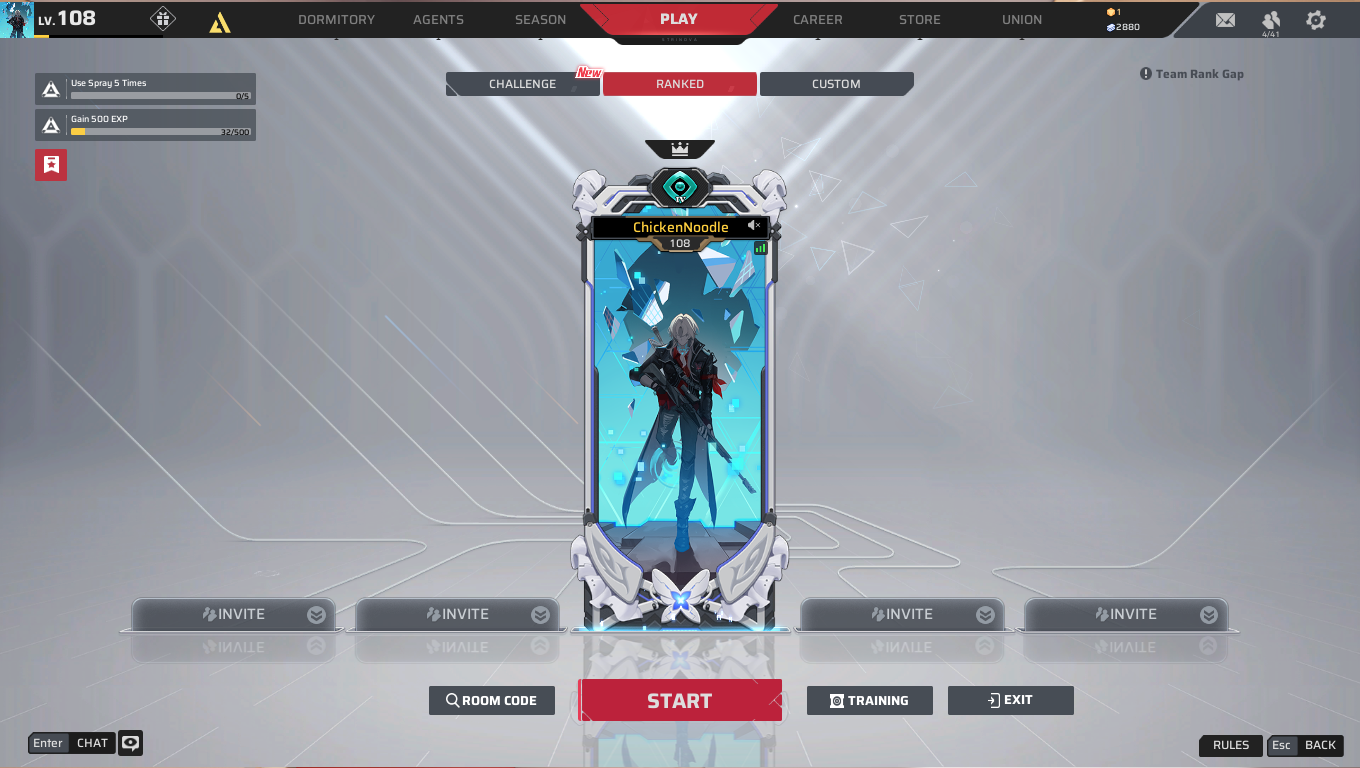 LV. 108
DORMITORY
AGENTS
SEASON
PLAY
CAREER
STORE
UNION
1
2880
4/41
STRINOVA
Use Spray 5 Times
0/5
Gain 500 EXP
32/500
CHALLENGE
New
RANKED
CUSTOM
Team Rank Gap
IV
ChickenNoodle
108
INVITE
INVITE
INVITE
INVITE
ROOM CODE
START
TRAINING
EXIT
Enter CHAT
RULES
Esc BACK